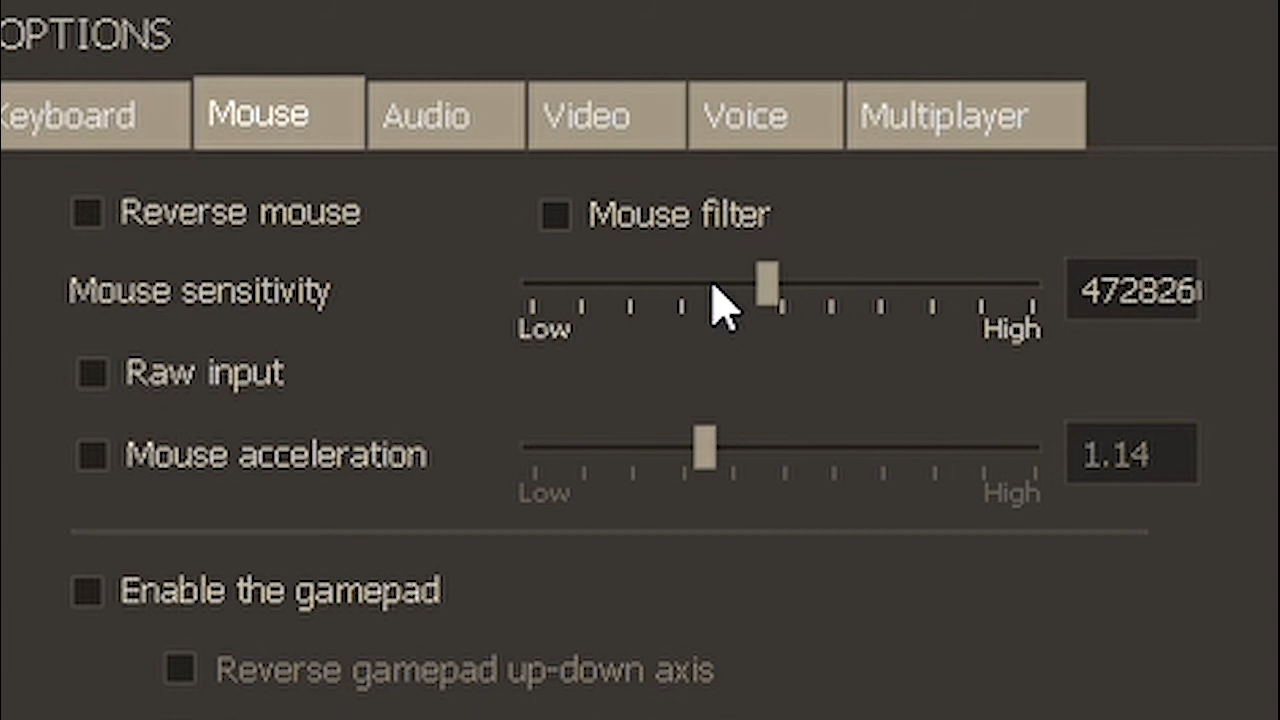 OPTIONS
Keyboard Mouse Audio Video Voice Multiplayer
Reverse mouse Mouse filter
Mouse sensitivity 472826
Low High
Raw input
Mouse acceleration 1.14
Low High
Enable the gamepad
Reverse gamepad up-down axis